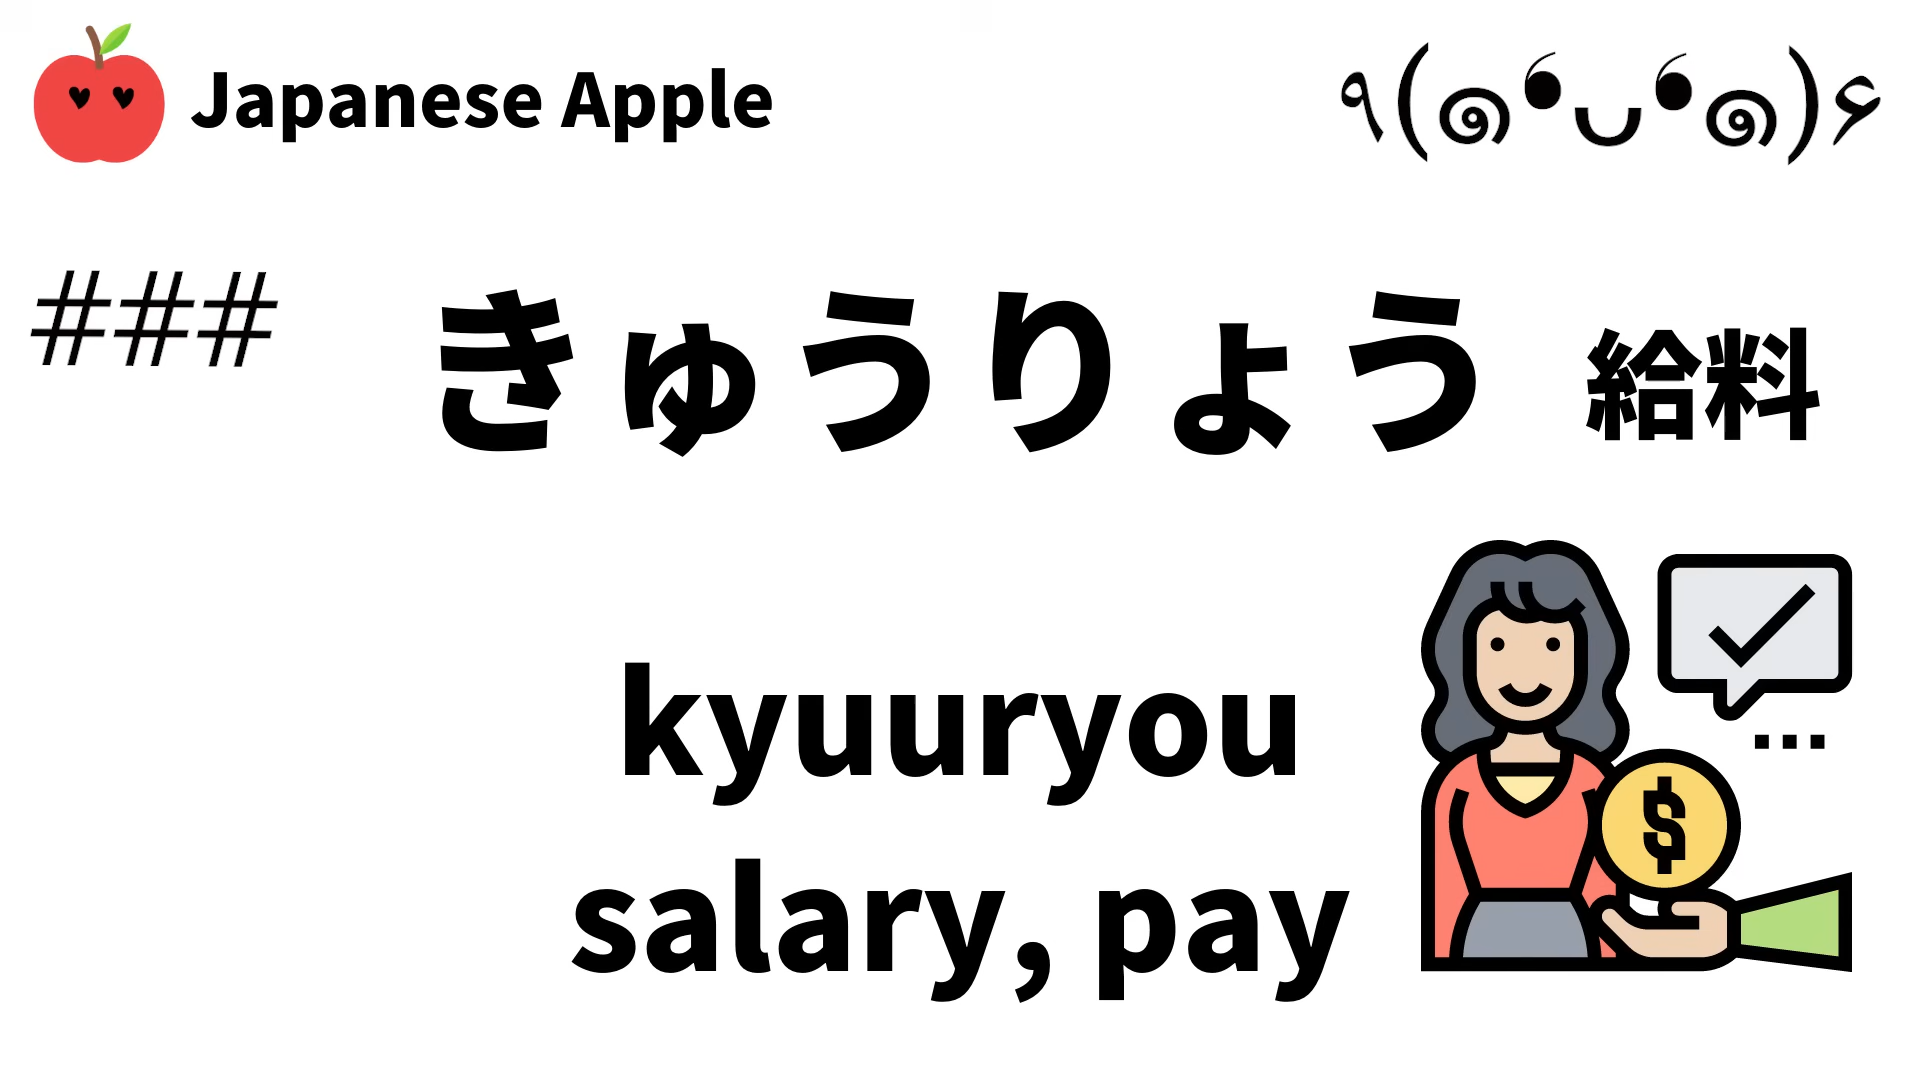 Japanese Apple
٩(๑❛ᴗ❛๑)۶
###
きゅうりょう 給料
kyuuryou
salary, pay
$